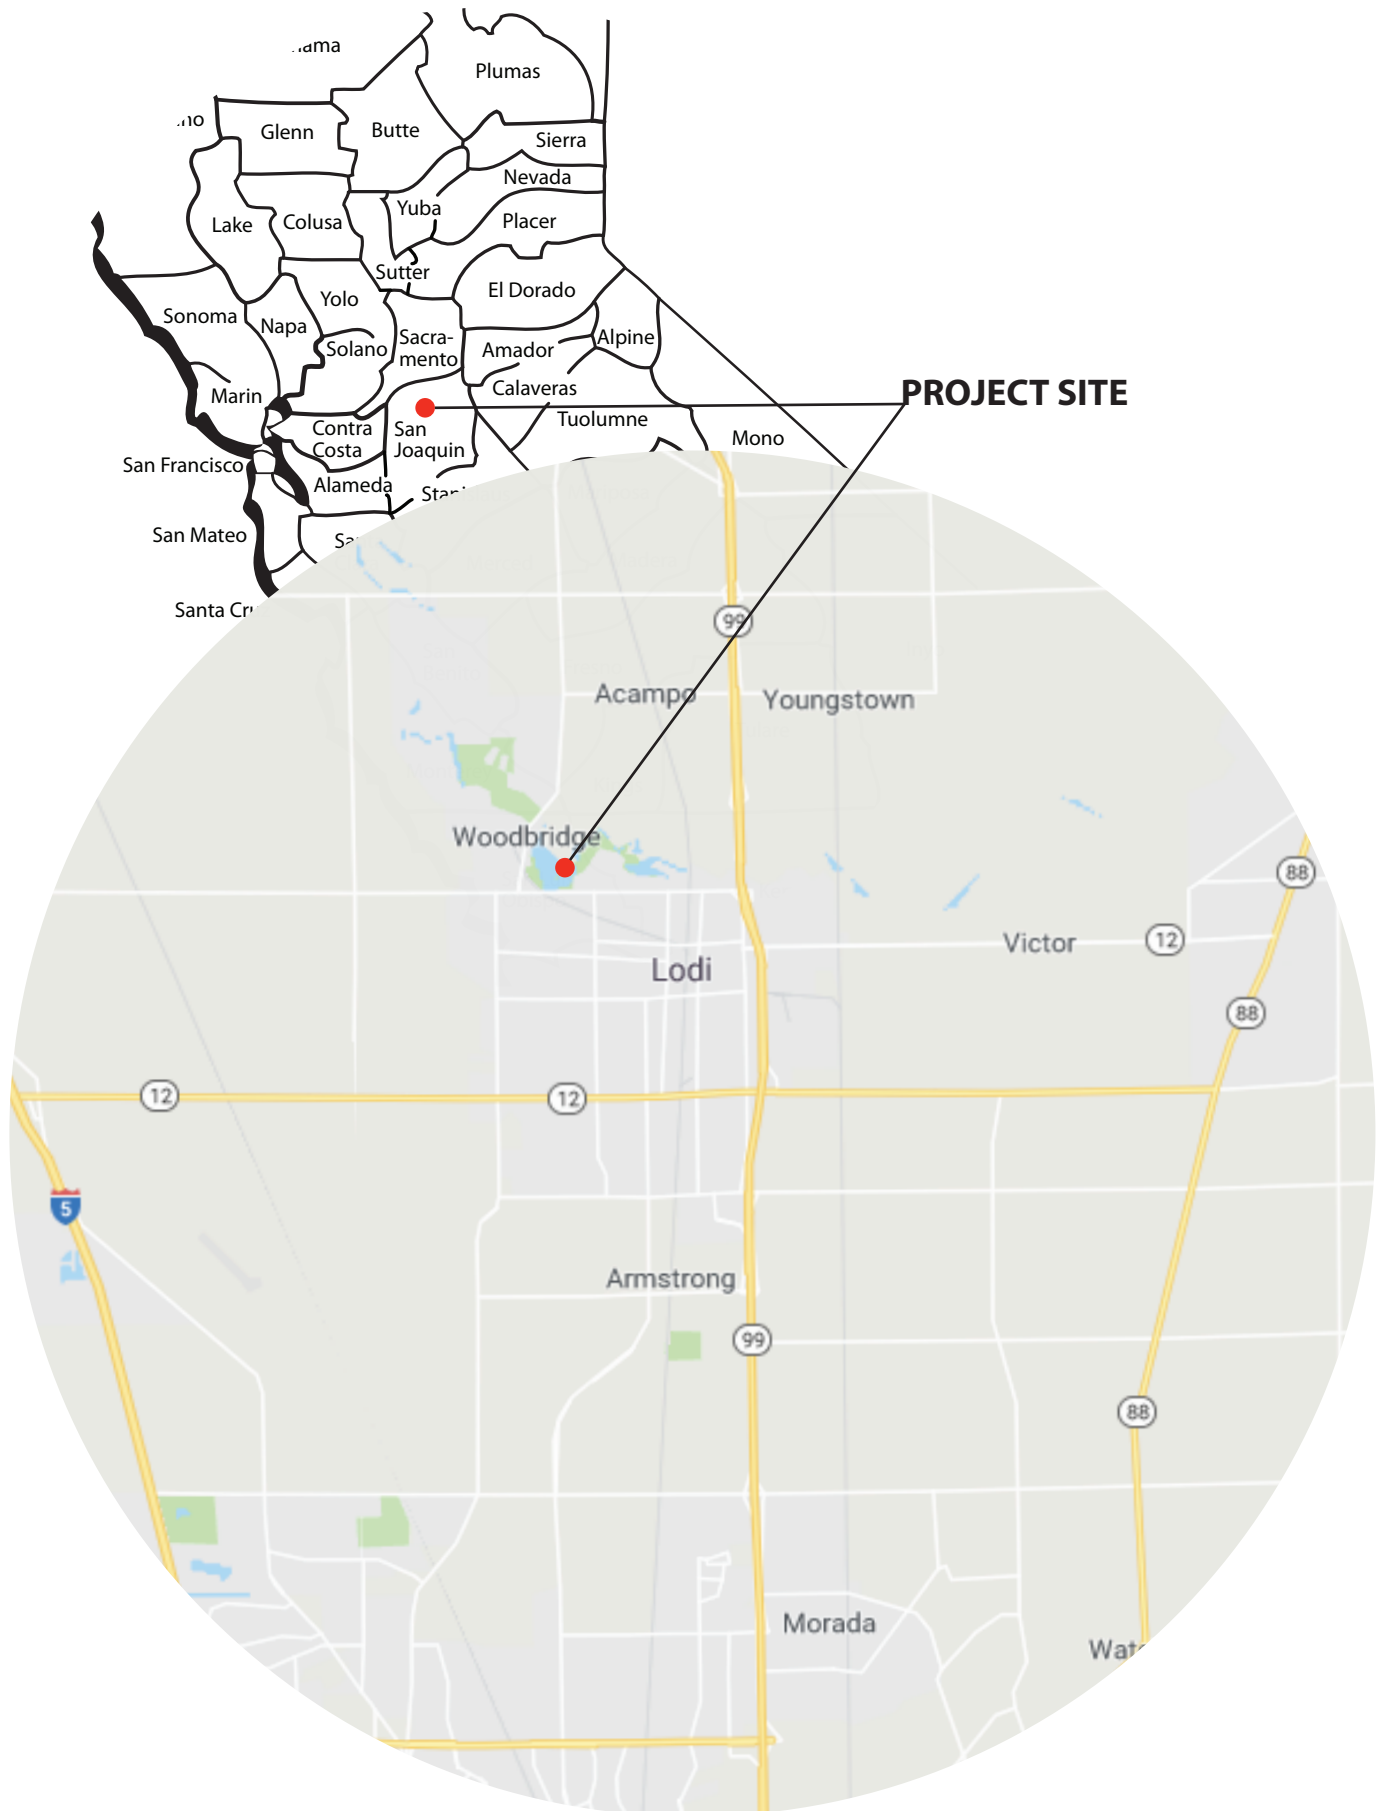 Plumas
Glenn
Butte
Sierra
Nevada
Yuba
Lake
Colusa
Placer
Sutter
El Dorado
Yolo
Sonoma
Napa
Solano
Sacra-
mento
Amador
Alpine
Marin
Calaveras
PROJECT SITE
Contra
Costa
San
Joaquin
Tuolumne
Mono
San Francisco
Alameda
San Mateo
99
Acampo
Youngstown
Woodbridge
88
Victor
12
Lodi
88
12
12
5
Armstrong
99
88
Morada